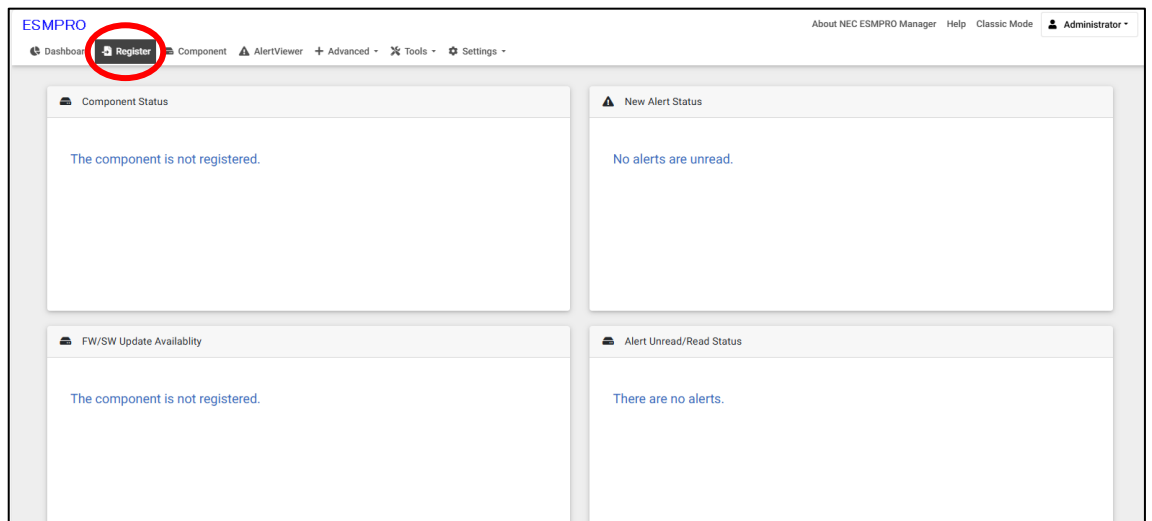 ESMPRO
About NEC ESMPRO Manager Help Classic Mode Administrator
Dashboar Register Component AlertViewer + Advanced Tools Settings
Component Status
The component is not registered.
New Alert Status
No alerts are unread.
FW/SW Update Availablity
The component is not registered.
Alert Unread/Read Status
There are no alerts.